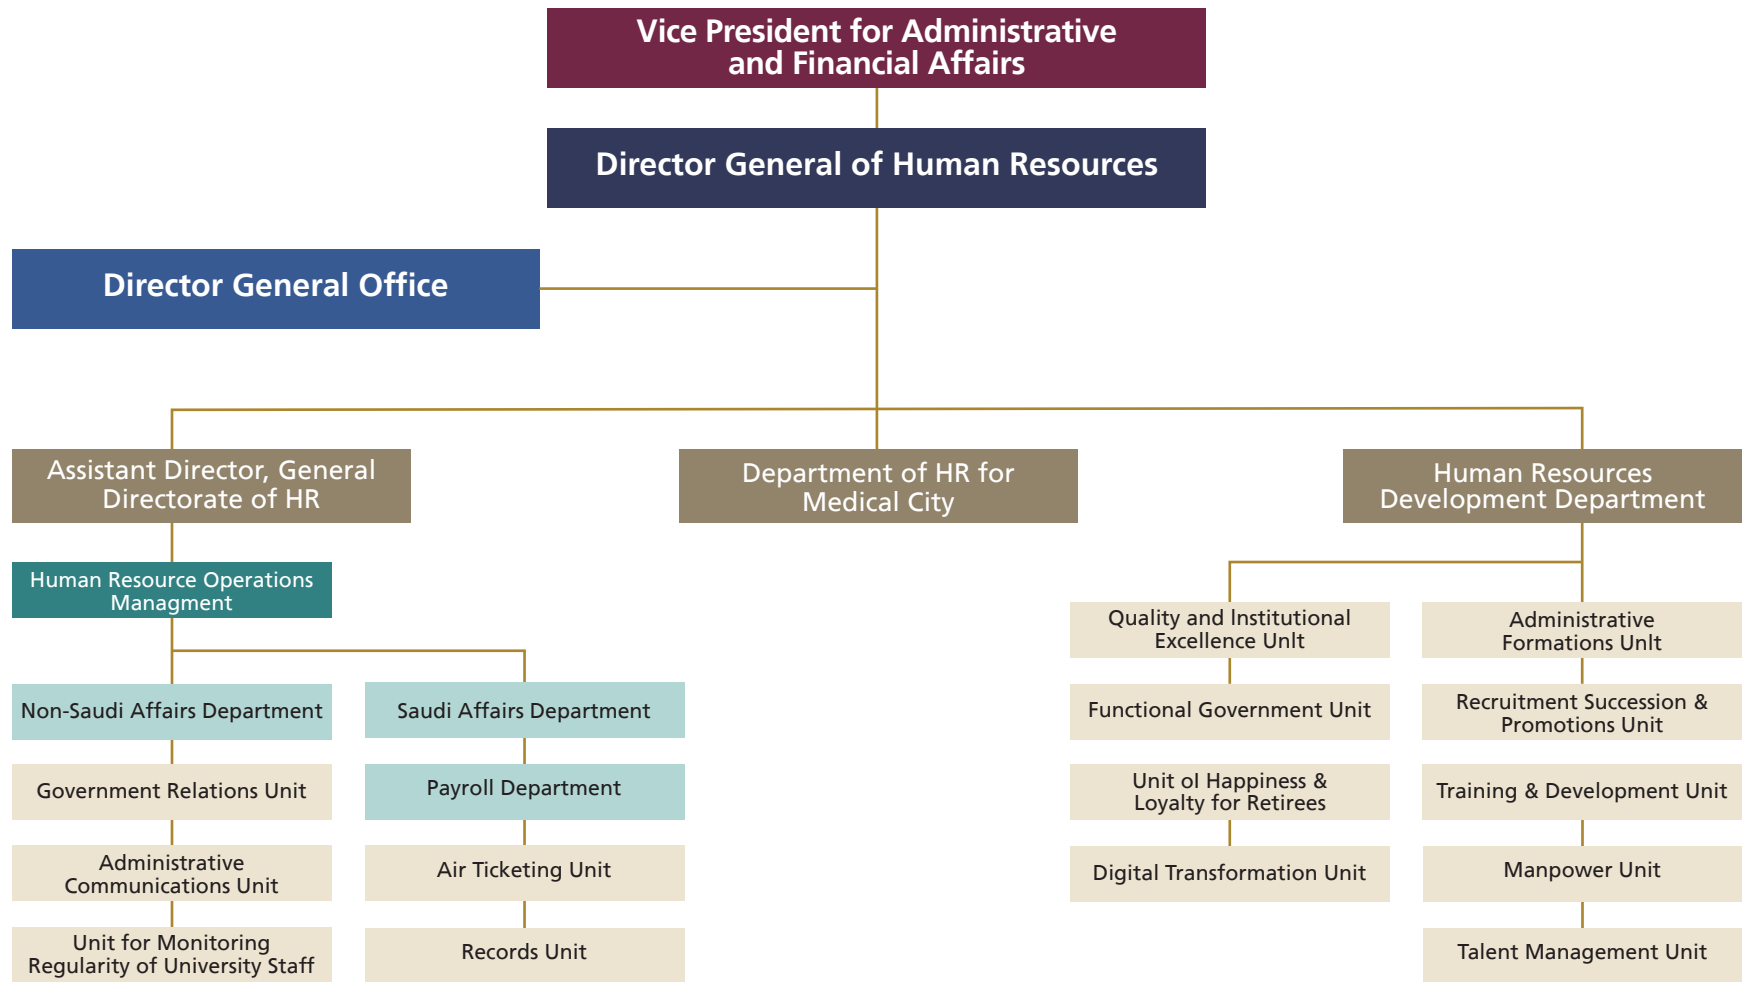 Vice President for Administrative
and Financial Affairs
Director General of Human Resources
Director General Office
Assistant Director, General
Directorate of HR
Department of HR for
Medical City
Human Resources
Development Department
Human Resource Operations
Managment
Quality and Institutional
Excellence Unlt
Administrative
Formations Unlt
Non-Saudi Affairs Department
Saudi Affairs Department
Functional Government Unit
Recruitment Succession &
Promotions Unit
Government Relations Unit
Payroll Department
Unit oI Happiness &
Loyalty for Retirees
Training & Development Unit
Administrative
Communications Unit
Air Ticketing Unit
Digital Transformation Unit
Manpower Unit
Unit for Monitoring
Regularity of University Staff
Records Unit
Talent Management Unit